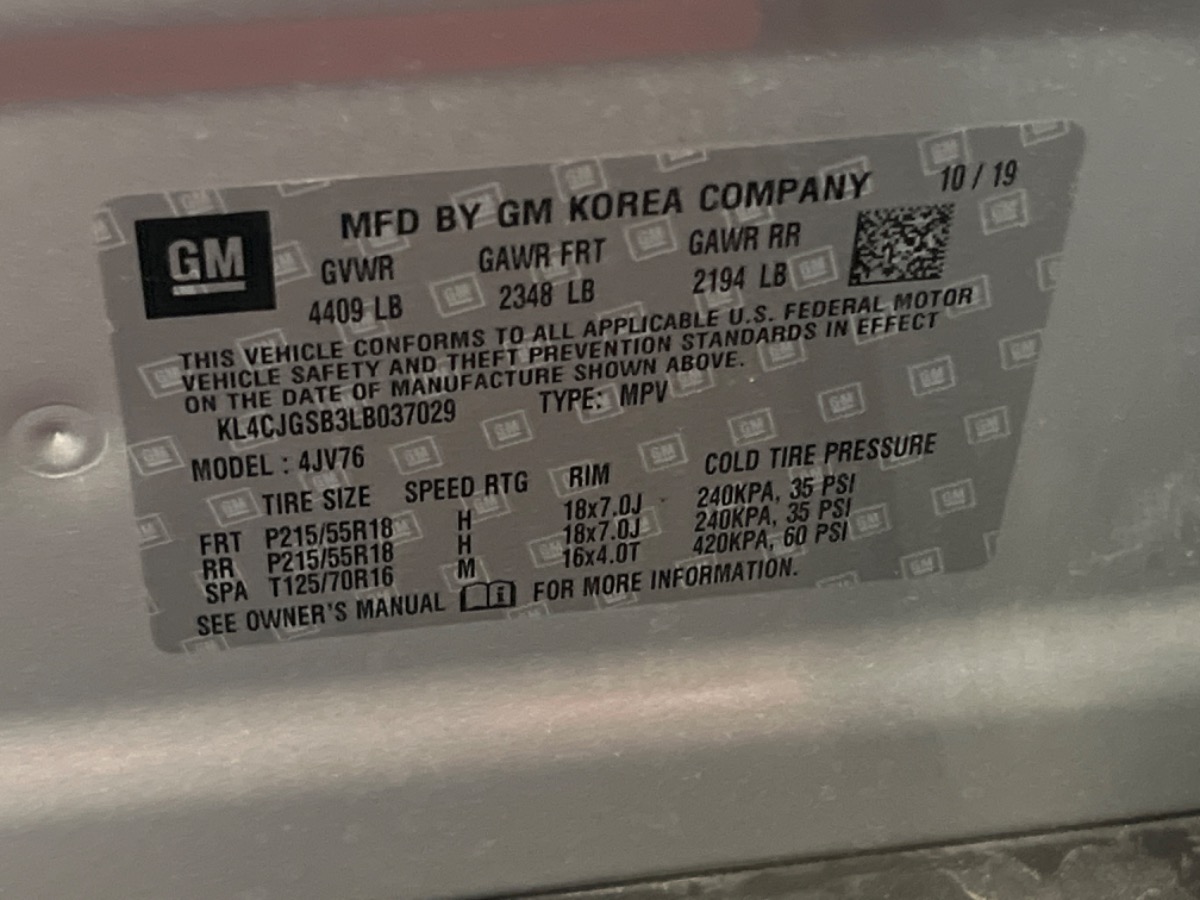 GM
MFD BY GM KOREA COMPANY 10 / 19
GVWR GAWR FRT GAWR RR
4409 LB 2348 LB 2194 LB
THIS VEHICLE CONFORMS TO ALL APPLICABLE U.S. FEDERAL MOTOR
VEHICLE SAFETY AND THEFT PREVENTION STANDARDS IN EFFECT
ON THE DATE OF MANUFACTURE SHOWN ABOVE.
KL4CJGSB3LB037029 TYPE: MPV
MODEL : 4JV76
TIRE SIZE SPEED RTG RIM COLD TIRE PRESSURE
FRT P215/55R18 H 18x7.0J 240KPA, 35 PSI
RR P215/55R18 H 18x7.0J 240KPA, 35 PSI
SPA T125/70R16 M 16x4.0T 420KPA, 60 PSI
SEE OWNER'S MANUAL i FOR MORE INFORMATION.